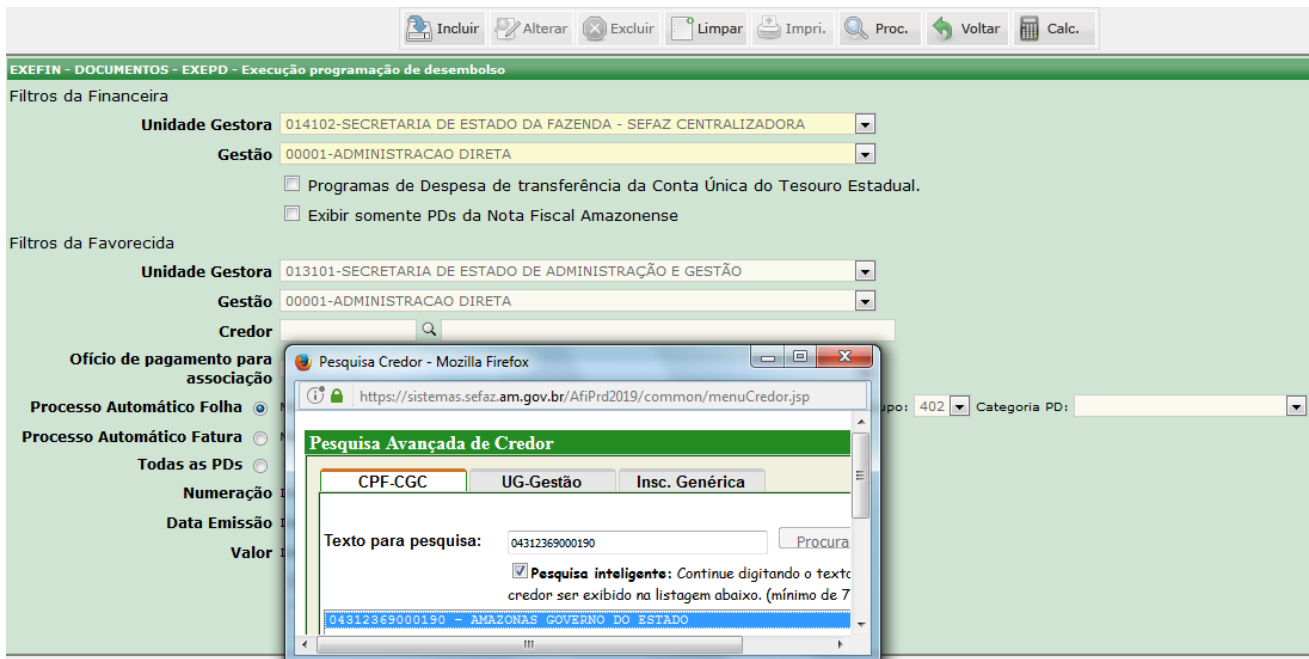 Incluir Alterar Excluir Limpar Impri. Proc. Voltar Calc.
EXEFIN - DOCUMENTOS - EXEPD - Execução programação de desembolso
Filtros da Financeira
Unidade Gestora 014102-SECRETARIA DE ESTADO DA FAZENDA - SEFAZ CENTRALIZADORA
Gestão 00001-ADMINISTRACAO DIRETA
Programas de Despesa de transferência da Conta Única do Tesouro Estadual.
Exibir somente PDs da Nota Fiscal Amazonense
Filtros da Favorecida
Unidade Gestora 013101-SECRETARIA DE ESTADO DE ADMINISTRAÇÃO E GESTÃO
Gestão 00001-ADMINISTRACAO DIRETA
Credor
Ofício de pagamento para
associação
Processo Automático Folha upo: 402 Categoria PD:
Processo Automático Fatura
Todas as PDs
Numeração
Data Emissão
Valor
Pesquisa Credor - Mozilla Firefox
https://sistemas.sefaz.am.gov.br/AfiPrd2019/common/menuCredor.jsp
Pesquisa Avançada de Credor
CPF-CGC UG-Gestão Insc. Genérica
Texto para pesquisa: 04312369000190 Procura
Pesquisa inteligente: Continue digitando o texto
credor ser exibido na listagem abaixo. (mínimo de 7
04312369000190 - AMAZONAS GOVERNO DO ESTADO